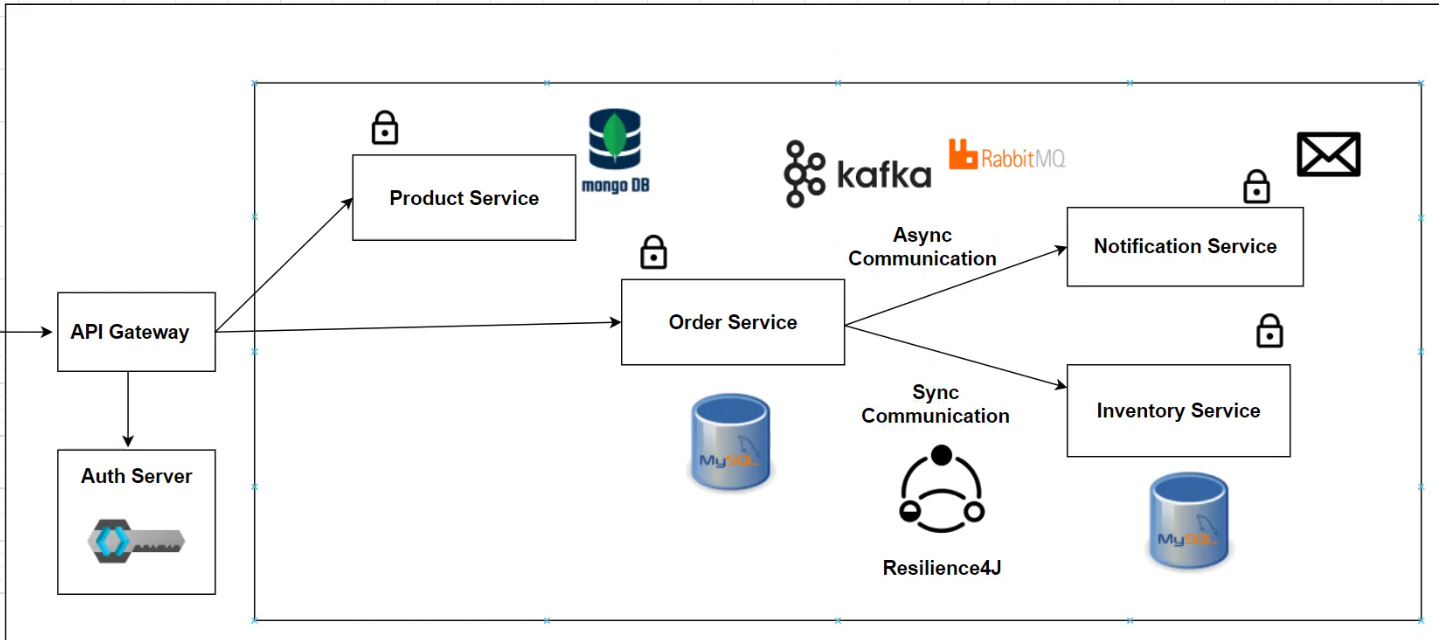 mongo DB
Product Service
kafka
RabbitMQ
Async
Communication
Notification Service
API Gateway
Order Service
Sync
Communication
Inventory Service
MySQL
Auth Server
Resilience4J
MySQL